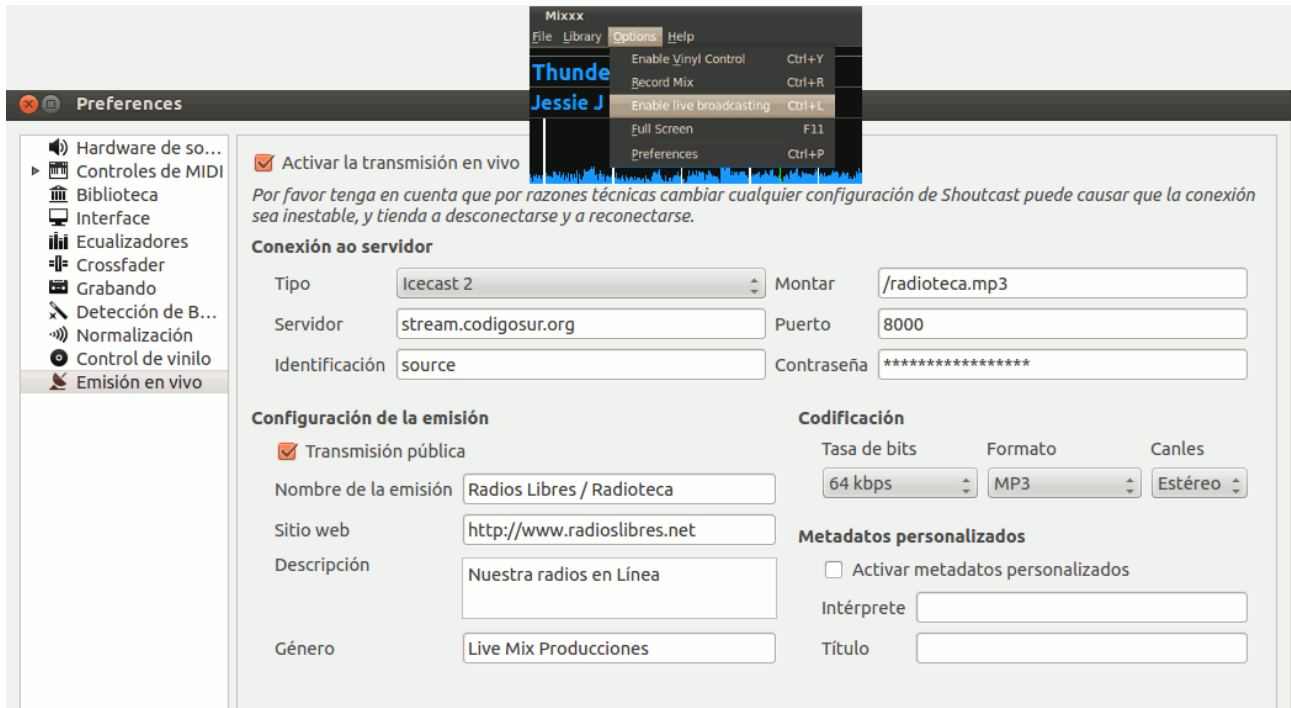 Mixxx
File Library Options Help
Enable Vinyl Control Ctrl+Y
Thunde
Record Mix Ctrl+R
Jessie J
Enable live broadcasting Ctrl+L
Full Screen F11
Preferences Ctrl+P
Preferences
Hardware de so...
Controles de MIDI
Biblioteca
Interface
Ecualizadores
Crossfader
Grabando
Detección de B...
Normalización
Control de vinilo
Emisión en vivo
Activar la transmisión en vivo
Por favor tenga en cuenta que por razones técnicas cambiar cualquier configuración de Shoutcast puede causar que la conexión
sea inestable, y tienda a desconectarse y a reconectarse.
Conexión ao servidor
Tipo Icecast 2 Montar /radioteca.mp3
Servidor stream.codigosur.org Puerto 8000
Identificación source Contraseña *****************
Configuración de la emisión
Transmisión pública
Nombre de la emisión Radios Libres / Radioteca
Sitio web http://www.radioslibres.net
Descripción Nuestra radios en Línea
Género Live Mix Producciones
Codificación
Tasa de bits Formato Canles
64 kbps MP3 Estéreo
Metadatos personalizados
Activar metadatos personalizados
Intérprete
Título